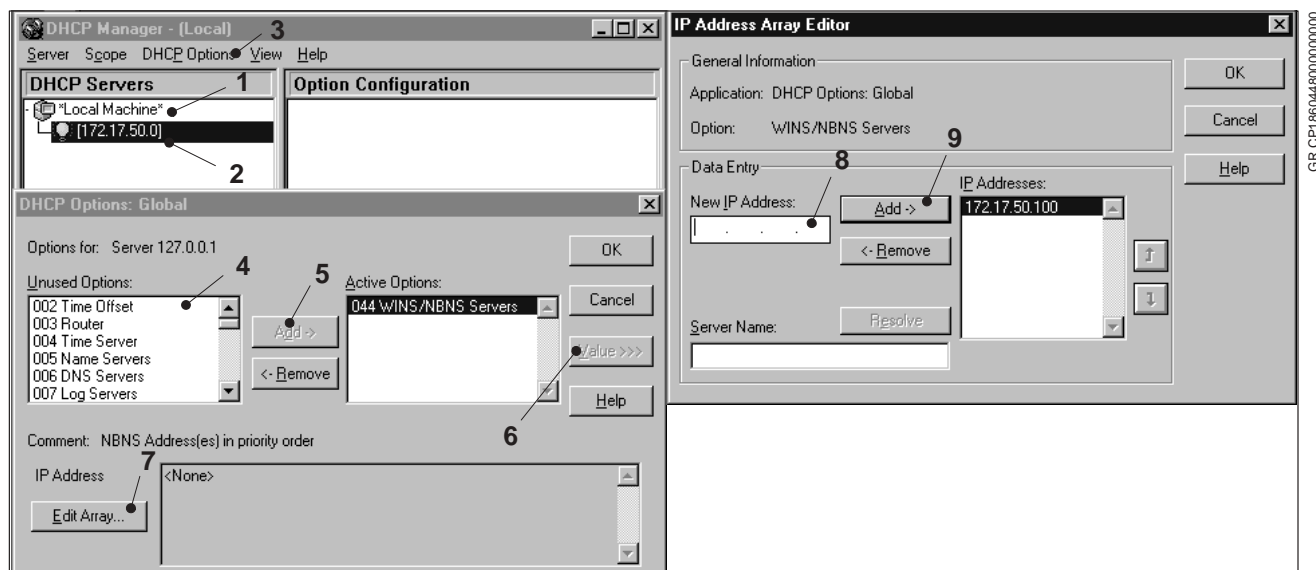 DHCP Manager - (Local)
3
Server Scope DHCP Options View Help
DHCP Servers
1
Option Configuration
*Local Machine*
[172.17.50.0]
2
DHCP Options: Global
Options for: Server 127.0.0.1
OK
4
5
Unused Options:
Active Options:
002 Time Offset
003 Router
004 Time Server
005 Name Servers
006 DNS Servers
007 Log Servers
Add ->
<- Remove
044 WINS/NBNS Servers
Cancel
Value >>>
Help
6
Comment: NBNS Address(es) in priority order
7
IP Address
<None>
Edit Array...
IP Address Array Editor
General Information
OK
Application: DHCP Options: Global
Cancel
Option: WINS/NBNS Servers
9
Help
Data Entry
8
IP Addresses:
New IP Address:
Add ->
172.17.50.100
. . .
<- Remove
Server Name:
Resolve